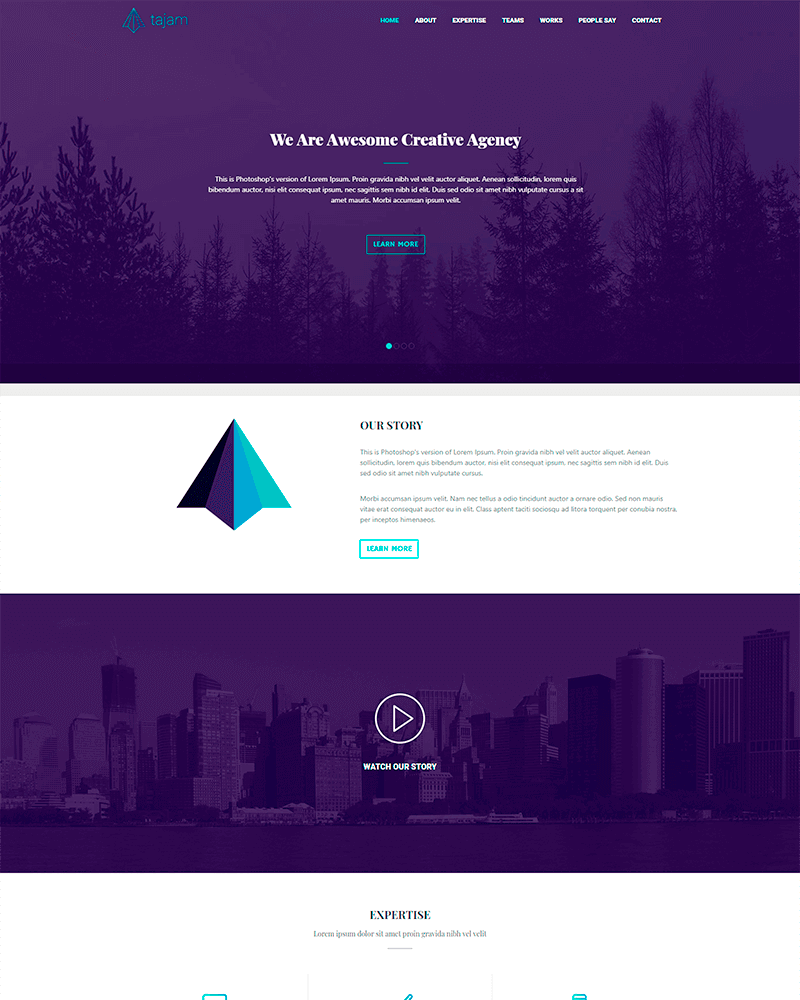 tajam
HOME ABOUT EXPERTISE TEAMS WORKS PEOPLE SAY CONTACT
We Are Awesome Creative Agency
This is Photoshop's version of Lorem Ipsum. Proin gravida nibh vel velit auctor aliquet. Aenean sollicitudin, lorem quis
bibendum auctor, nisi elit consequat ipsum, nec sagittis sem nibh id elit. Duis sed odio sit amet nibh vulputate cursus a sit
amet mauris. Morbi accumsan ipsum velit.
LEARN MORE
OUR STORY
This is Photoshop's version of Lorem Ipsum. Proin gravida nibh vel velit auctor aliquet. Aenean
sollicitudin, lorem quis bibendum auctor, nisi elit consequat ipsum, nec sagittis sem nibh id elit. Duis
sed odio sit amet nibh vulputate cursus.
Morbi accumsan ipsum velit. Nam nec tellus a odio tincidunt auctor a ornare odio. Sed non mauris
vitae erat consequat auctor eu in elit. Class aptent taciti sociosqu ad litora torquent per conubia nostra,
per inceptos himenaeos.
LEARN MORE
WATCH OUR STORY
EXPERTISE
Lorem ipsum dolor sit amet proin gravida nibh vel velit